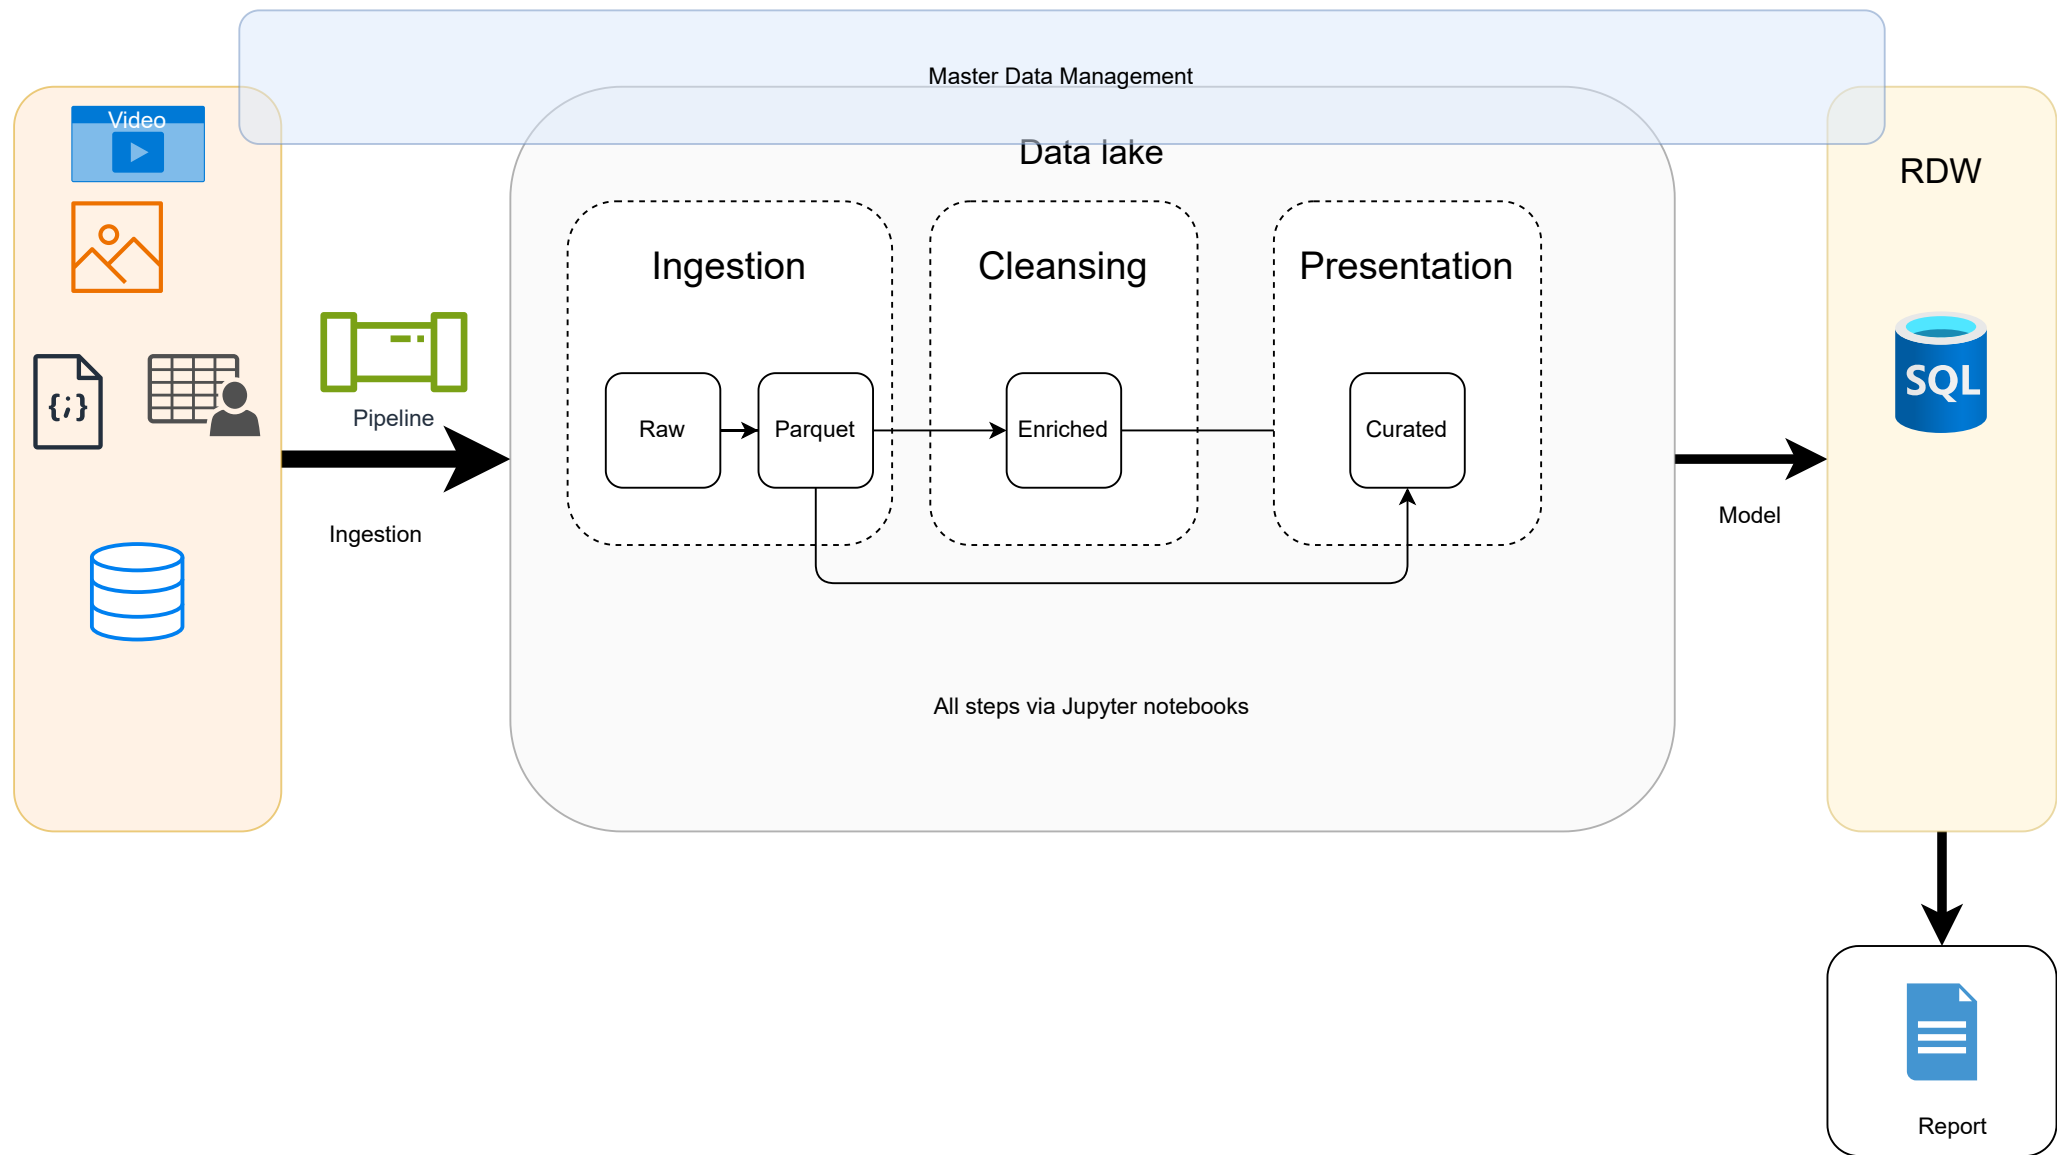 Master Data Management
Video
Data lake
RDW
Ingestion
Cleansing
Presentation
{;}
Pipeline
Raw
Parquet
Enriched
Curated
SQL
Ingestion
Model
All steps via Jupyter notebooks
Report